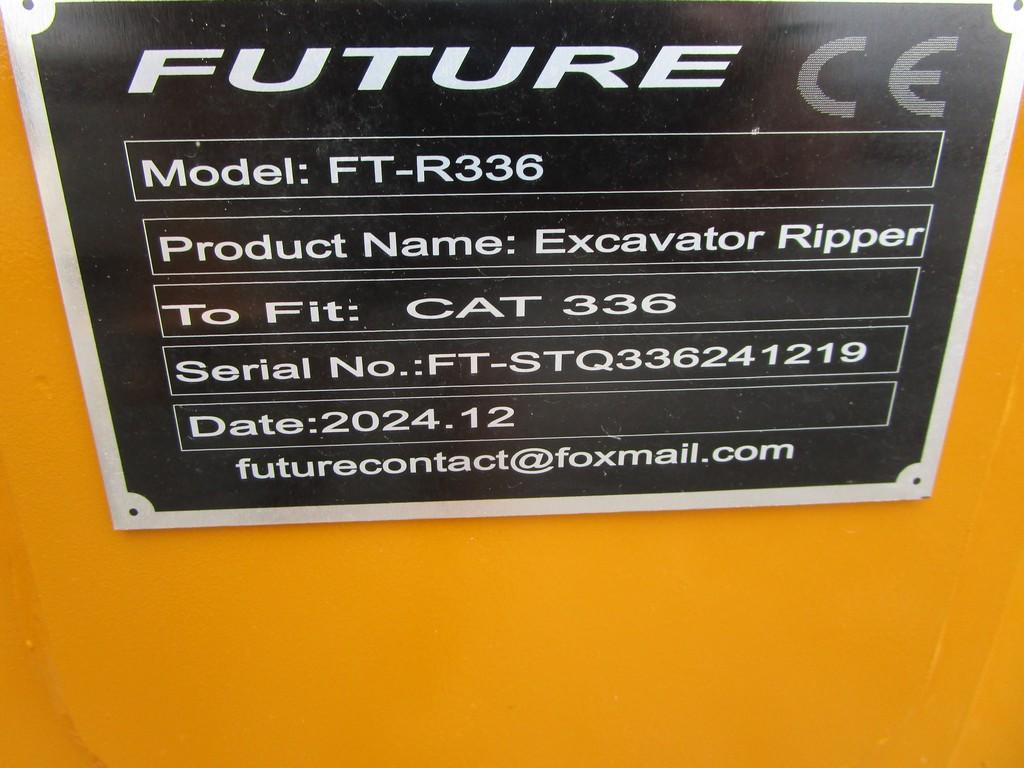 FUTURE CE
Model: FT-R336
Product Name: Excavator Ripper
To Fit: CAT 336
Serial No.:FT-STQ336241219
Date:2024.12
futurecontact@foxmail.com